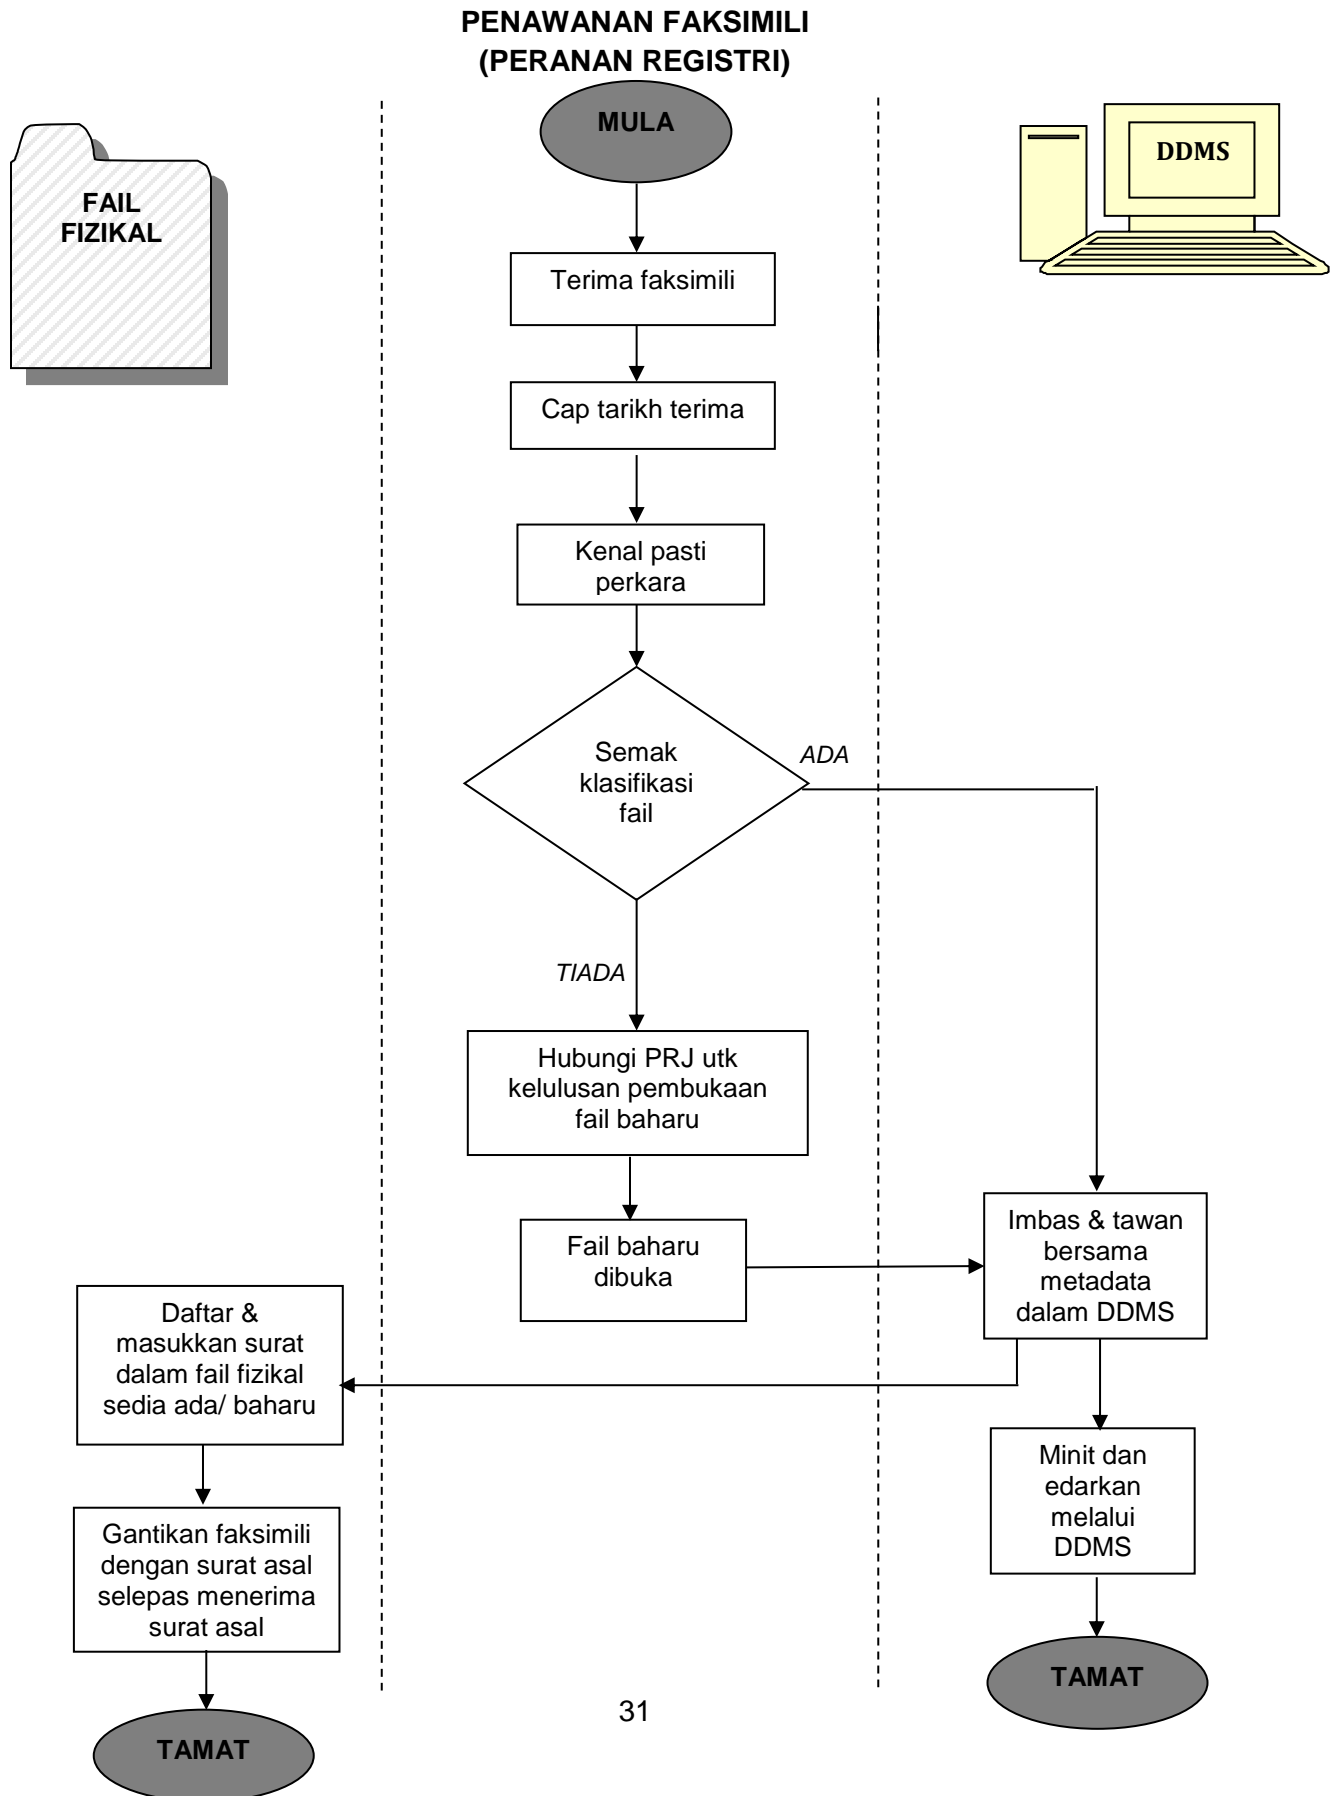 PENAWANAN FAKSIMILI
(PERANAN REGISTRI)
MULA
FAIL
FIZIKAL
DDMS
Terima faksimili
Cap tarikh terima
Kenal pasti
perkara
Semak
klasifikasi
fail
ADA
TIADA
Hubungi PRJ utk
kelulusan pembukaan
fail baharu
Fail baharu
dibuka
Imbas & tawan
bersama
metadata
dalam DDMS
Daftar &
masukkan surat
dalam fail fizikal
sedia ada/ baharu
Minit dan
edarkan
melalui
DDMS
Gantikan faksimili
dengan surat asal
selepas menerima
surat asal
TAMAT
TAMAT
31